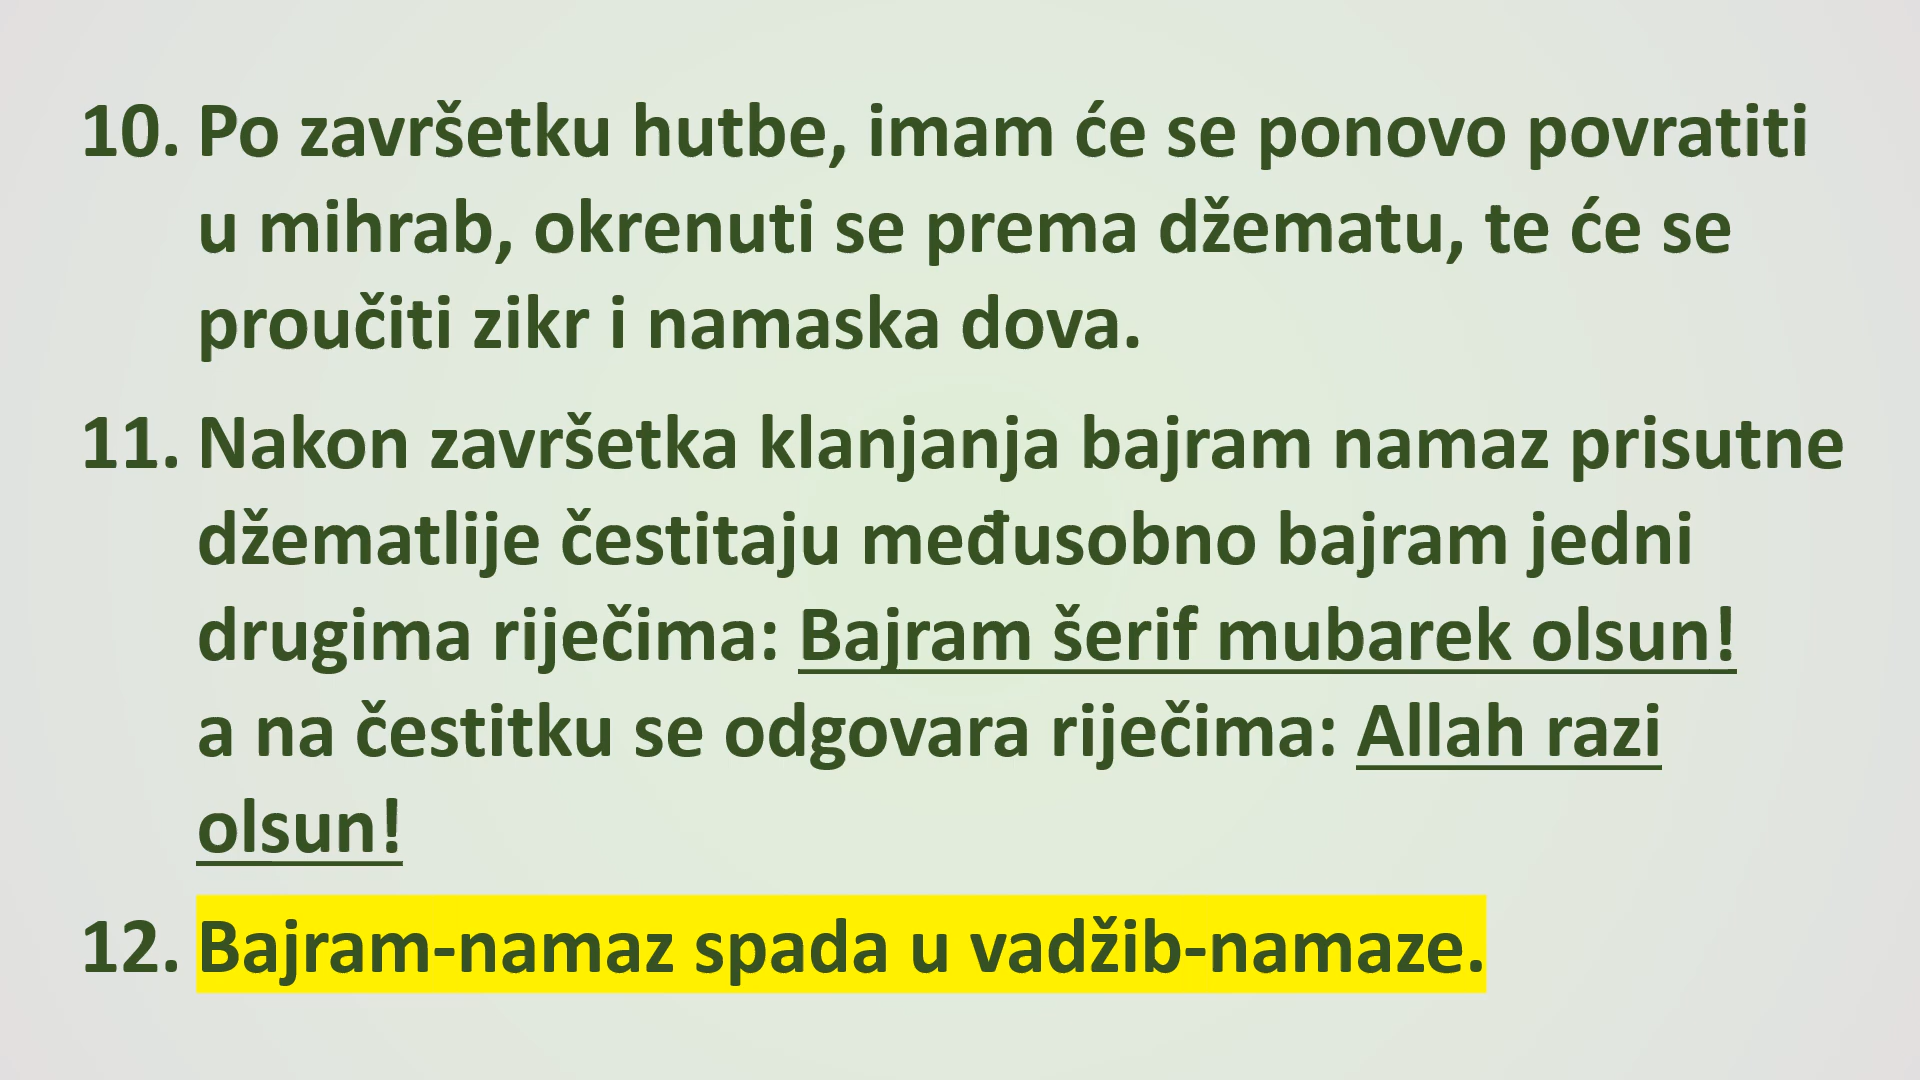 10. Po završetku hutbe, imam će se ponovo povratiti
u mihrab, okrenuti se prema džematu, te će se
proučiti zikr i namaska dova.
11. Nakon završetka klanjanja bajram namaz prisutne
džematlije čestitaju međusobno bajram jedni
drugima riječima: Bajram šerif mubarek olsun!
a na čestitku se odgovara riječima: Allah razi
olsun!
12. Bajram-namaz spada u vadžib-namaze.